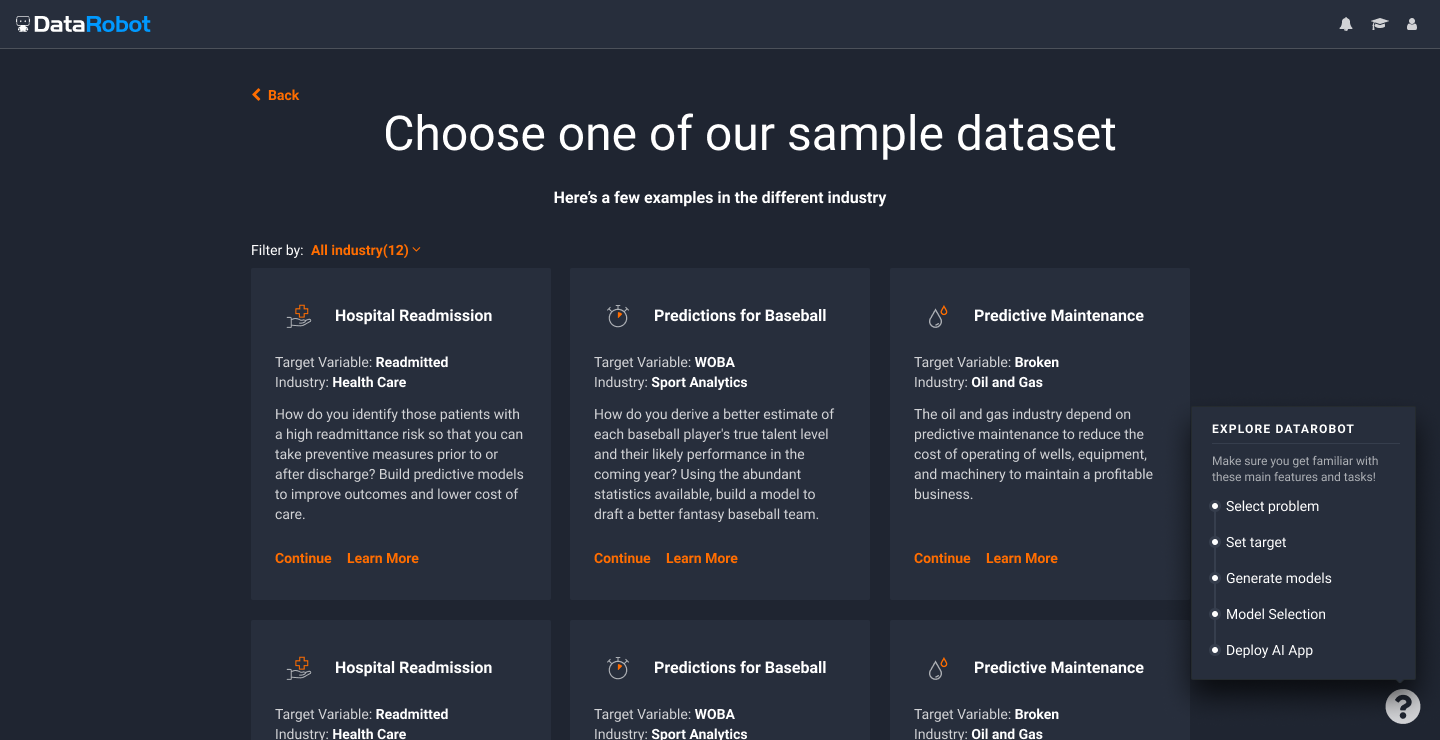 DataRobot
Back
Choose one of our sample dataset
Here's a few examples in the different industry
Filter by: All industry(12)
Hospital Readmission
Target Variable: Readmitted
Industry: Health Care
How do you identify those patients with
a high readmittance risk so that you can
take preventive measures prior to or
after discharge? Build predictive models
to improve outcomes and lower cost of
care.
Continue Learn More
Predictions for Baseball
Target Variable: WOBA
Industry: Sport Analytics
How do you derive a better estimate of
each baseball player's true talent level
and their likely performance in the
coming year? Using the abundant
statistics available, build a model to
draft a better fantasy baseball team.
Continue Learn More
Predictive Maintenance
Target Variable: Broken
Industry: Oil and Gas
The oil and gas industry depend on
predictive maintenance to reduce the
cost of operating of wells, equipment,
and machinery to maintain a profitable
business.
Continue Learn More
Hospital Readmission
Target Variable: Readmitted
Industry: Health Care
Predictions for Baseball
Target Variable: WOBA
Industry: Sport Analytics
Predictive Maintenance
Target Variable: Broken
Industry: Oil and Gas
EXPLORE DATAROBOT
Make sure you get familiar with
these main features and tasks!
Select problem
Set target
Generate models
Model Selection
Deploy AI App
?